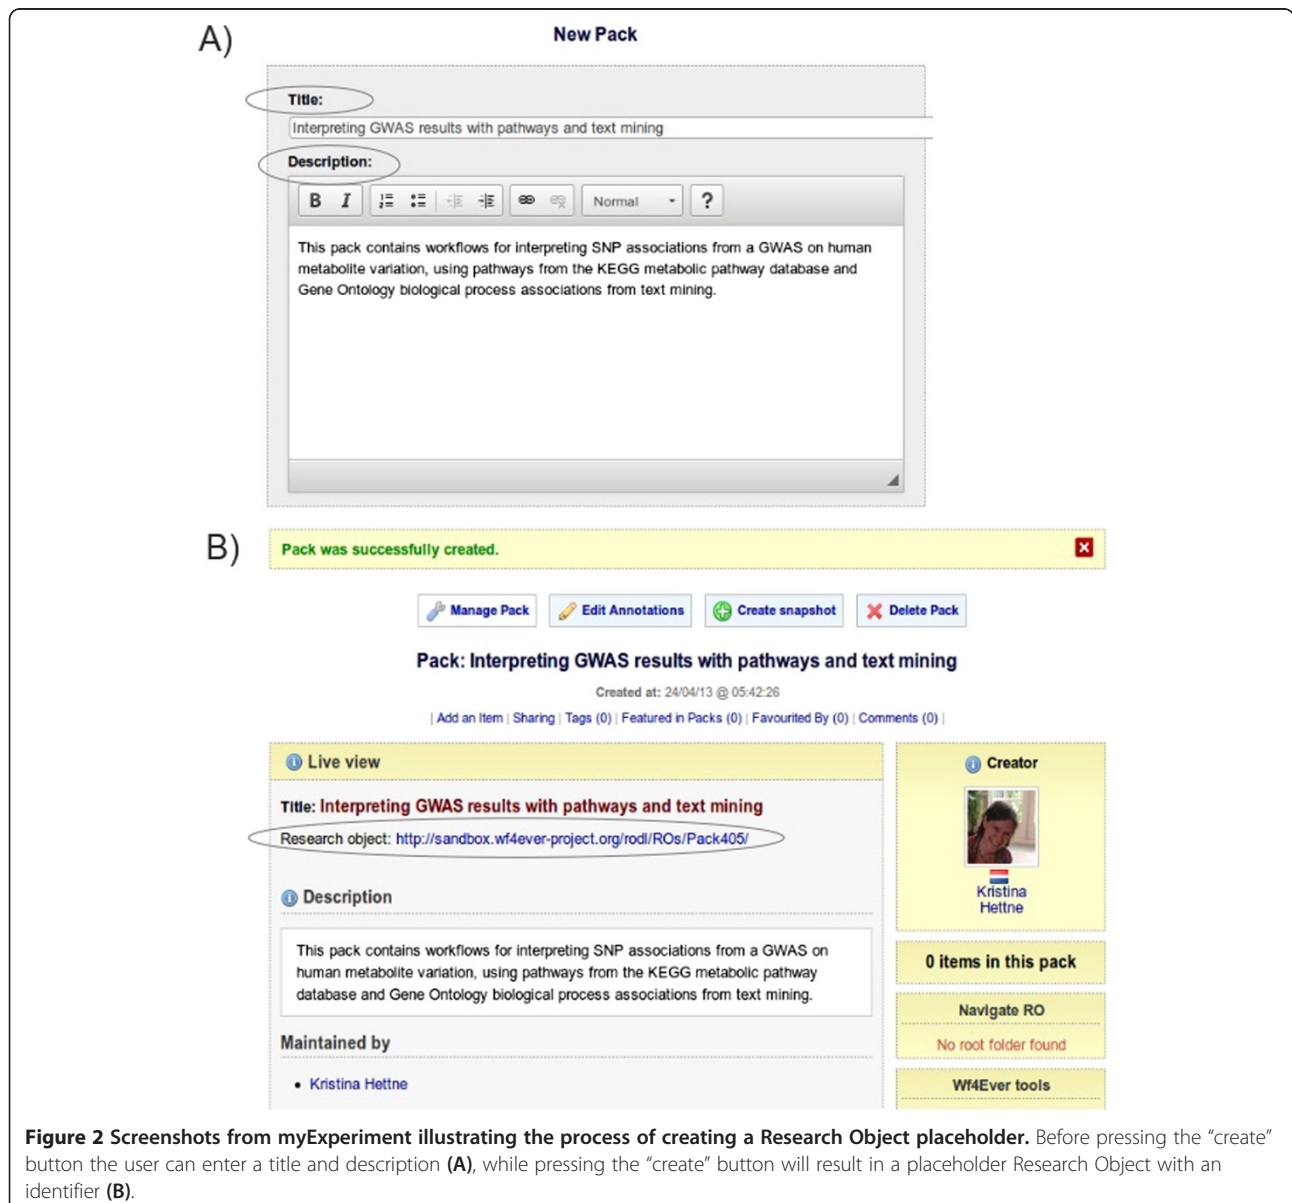 A)
New Pack
Title:
Interpreting GWAS results with pathways and text mining
Description:
B I Normal ?
This pack contains workflows for interpreting SNP associations from a GWAS on human
metabolite variation, using pathways from the KEGG metabolic pathway database and
Gene Ontology biological process associations from text mining.
B)
Pack was successfully created.
Manage Pack Edit Annotations Create snapshot Delete Pack
Pack: Interpreting GWAS results with pathways and text mining
Created at: 24/04/13 @ 05:42:26
| Add an Item | Sharing | Tags (0) | Featured in Packs (0) | Favourited By (0) | Comments (0) |
Live view
Title: Interpreting GWAS results with pathways and text mining
Research object: http://sandbox.wf4ever-project.org/rodl/ROs/Pack405/
Description
This pack contains workflows for interpreting SNP associations from a GWAS on
human metabolite variation, using pathways from the KEGG metabolic pathway
database and Gene Ontology biological process associations from text mining.
Maintained by
• Kristina Hettne
Creator
Kristina
Hettne
0 items in this pack
Navigate RO
No root folder found
Wf4Ever tools
Figure 2 Screenshots from myExperiment illustrating the process of creating a Research Object placeholder. Before pressing the “create”
button the user can enter a title and description (A), while pressing the “create” button will result in a placeholder Research Object with an
identifier (B).